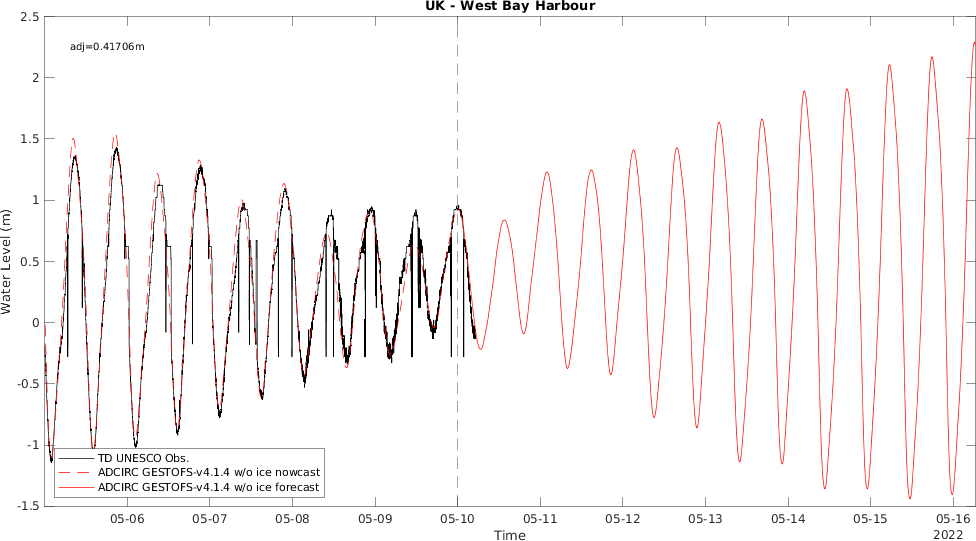 UK - West Bay Harbour
2.5
adj=0.41706m
2
1.5
1
0.5
0
-0.5
-1
-1.5
Water Level (m)
TD UNESCO Obs.
ADCIRC GESTOFS-v4.1.4 w/o ice nowcast
ADCIRC GESTOFS-v4.1.4 w/o ice forecast
05-06 05-07 05-08 05-09 05-10 05-11 05-12 05-13 05-14 05-15 05-16
Time
2022